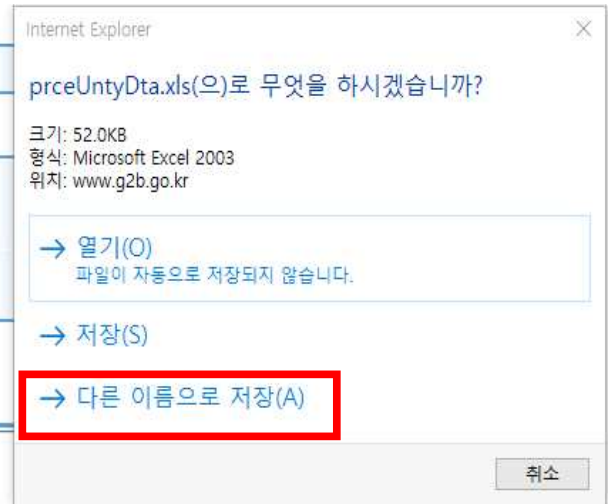 Internet Explorer
prceUntyDta.xls(으)로 무엇을 하시겠습니까?
크기: 52.0KB
형식: Microsoft Excel 2003
위치: www.g2b.go.kr
→ 열기(O)
파일이 자동으로 저장되지 않습니다.
→ 저장(S)
→ 다른 이름으로 저장(A)
취소